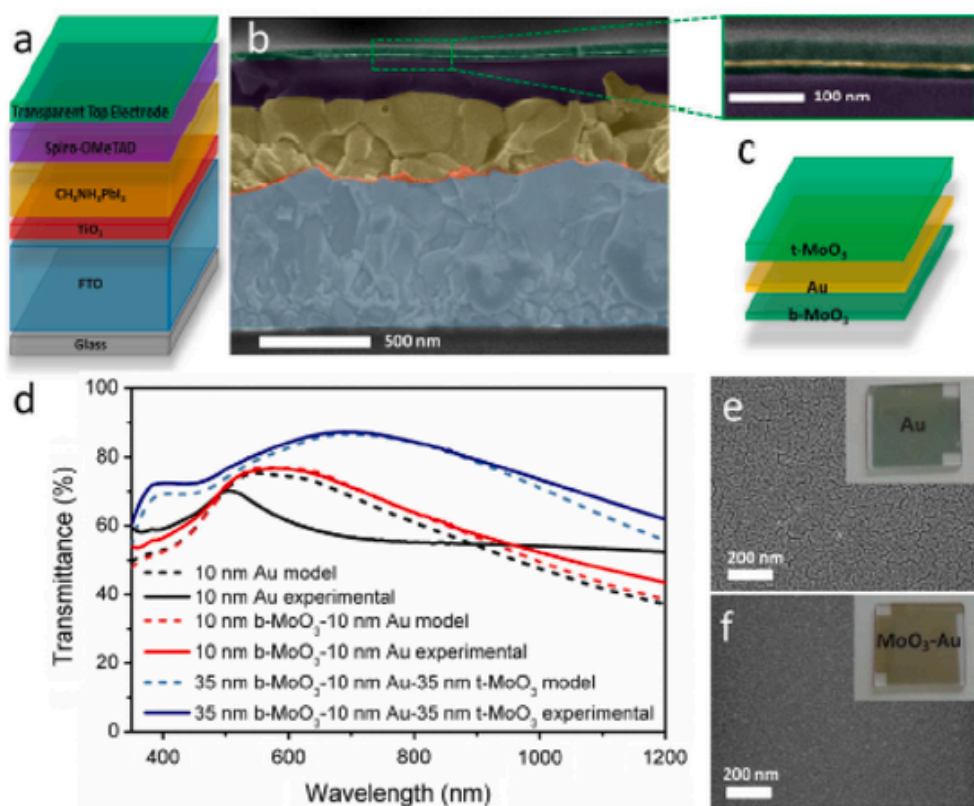 a
Transparent Top Electrode
Spiro-OMeTAD
CH₃NH₃PbI₃
TiO₂
FTO
Glass
b
500 nm
100 nm
c
t-MoO₃
Au
b-MoO₃
d
100
80
60
40
20
0
Transmittance (%)
10 nm Au model
10 nm Au experimental
10 nm b-MoO₃-10 nm Au model
10 nm b-MoO₃-10 nm Au experimental
35 nm b-MoO₃-10 nm Au-35 nm t-MoO₃ model
35 nm b-MoO₃-10 nm Au-35 nm t-MoO₃ experimental
400 600 800 1000 1200
Wavelength (nm)
e
Au
200 nm
f
MoO₃-Au
200 nm